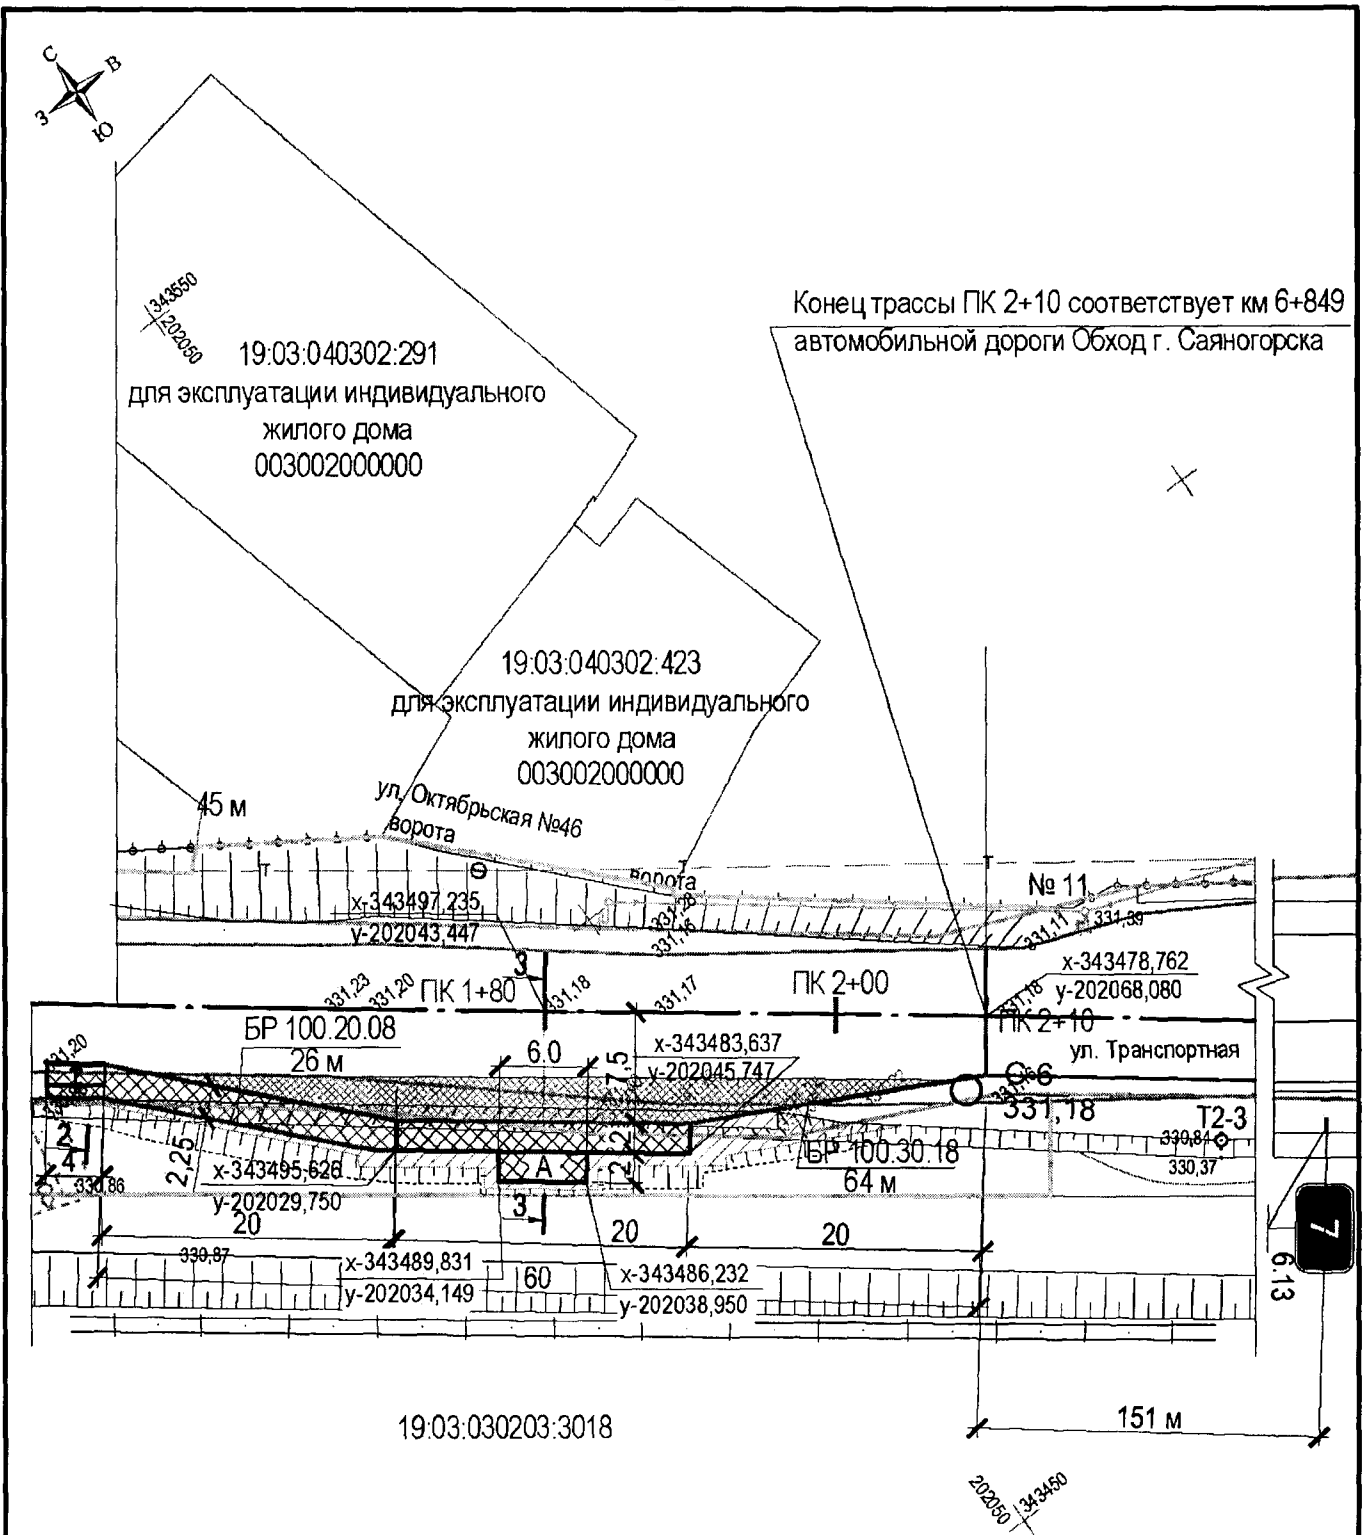 С
В
З
Ю
343550
202050
19:03:040302:291
для эксплуатации индивидуального
жилого дома
003002000000
Конец трассы ПК 2+10 соответствует км 6+849
автомобильной дороги Обход г. Саяногорска
19:03:040302:423
для эксплуатации индивидуального
жилого дома
003002000000
45 м
ул. Октябрьская №46
ворота
ворота
Т
Т
Т
№ 11
х-343497,235
у-202043,447
331,28
331,16
331,11
331,39
3
х-343478,762
у-202068,080
331,23
331,20
ПК 1+80
331,18
331,17
ПК 2+00
331,18
ПК 2+10
ул. Транспортная
БР 100.20.08
26 м
6.0
7,5
х-343483,637
у-202045,747
331,20
6
331,18
Т2-3
330,84
330,37
2
4
330,86
2,25
2
2
А
БР 100.30.18
64 м
х-343495,626
у-202029,750
3
20
20
20
330,87
х-343489,831
у-202034,149
60
х-343486,232
у-202038,950
7
6.13
19:03:030203:3018
151 м
202050
343450